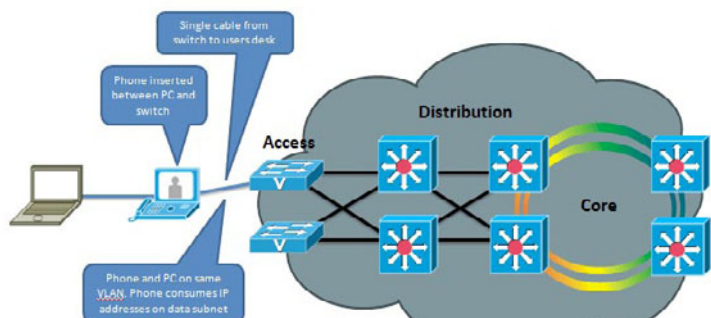 Single cable from
switch to users desk
Phone inserted
between PC and
switch
Distribution
Access
V
V
Core
Phone and PC on same
VLAN. Phone consumes IP
addresses on data subnet